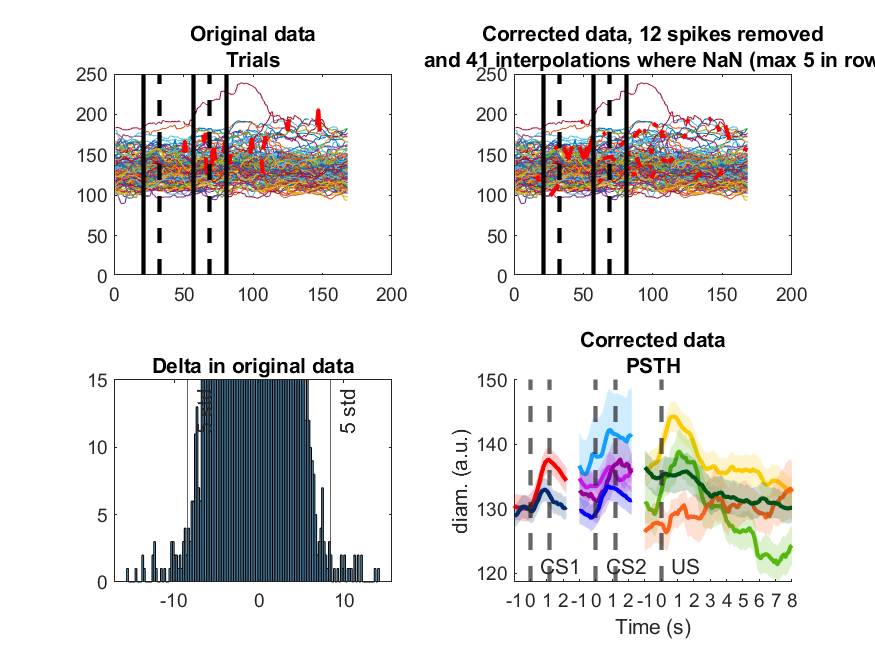 Original data
Trials
250
200
150
100
50
0
0 50 100 150 200
Corrected data, 12 spikes removed
and 41 interpolations where NaN (max 5 in row
250
200
150
100
50
0
0 50 100 150 200
Delta in original data
15
10
5
0
5 std
5 std
-10 0 10
Corrected data
PSTH
150
140
130
120
diam. (a.u.)
CS1 CS2 US
-1 0 1 2 -1 0 1 2 -1 0 1 2 3 4 5 6 7 8
Time (s)